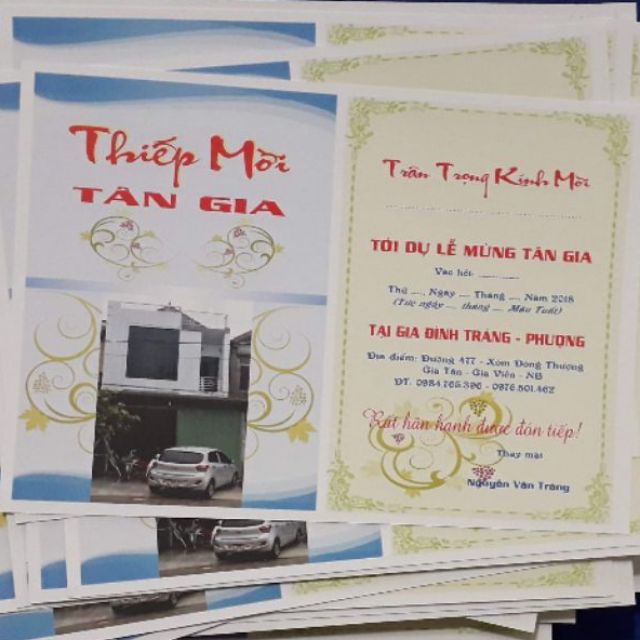 Thiếp Mời
TÂN GIA
Trân Trọng Kính Mời
TỚI DỰ LỄ MỪNG TÂN GIA
Vào hồi: ............
Thứ ...., Ngày .... Tháng .... Năm 2018
(Tức ngày .... tháng .... Mậu Tuất)
TẠI GIA ĐÌNH TRÁNG - PHƯỢNG
Địa điểm: Đường 477 - Xóm Đông Thượng
Gia Tân - Gia Viễn - NB
ĐT: 0984.765.396 - 0976.501.462
Rất hân hạnh được đón tiếp!
Thay mặt
Nguyễn Văn Tráng